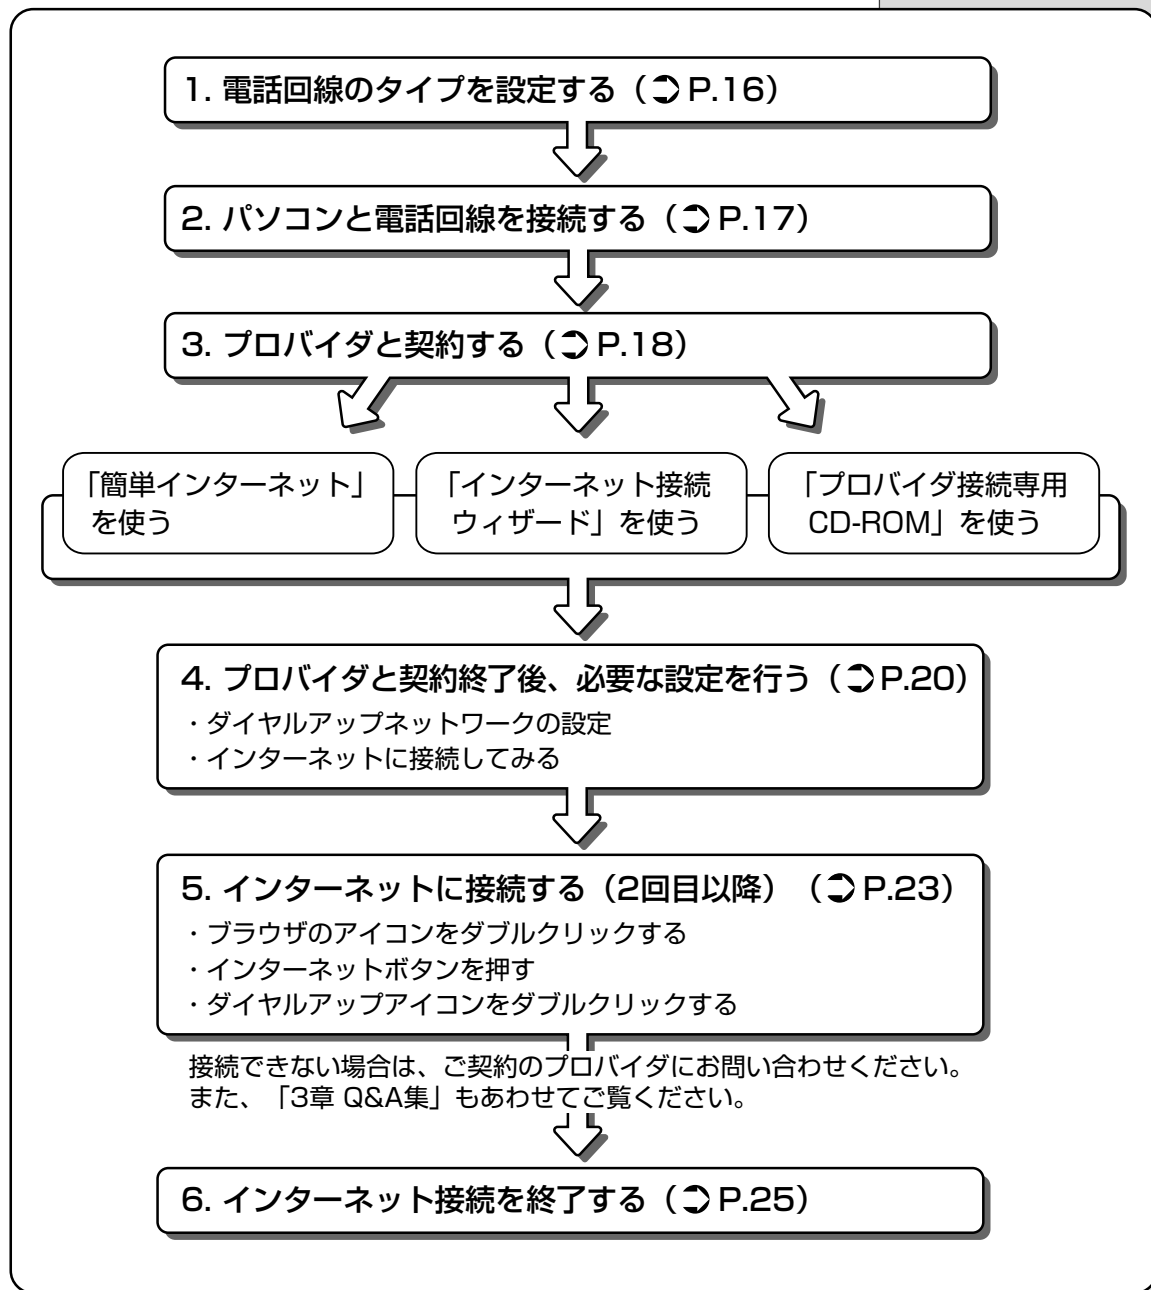 1. 電話回線のタイプを設定する（➲P.16）
2. パソコンと電話回線を接続する（➲P.17）
3. プロバイダと契約する（➲P.18）
「簡単インターネット」
を使う
「インターネット接続
ウィザード」を使う
「プロバイダ接続専用
CD-ROM」を使う
4. プロバイダと契約終了後、必要な設定を行う（➲P.20）
・ダイヤルアップネットワークの設定
・インターネットに接続してみる
5. インターネットに接続する（2回目以降）（➲P.23）
・ブラウザのアイコンをダブルクリックする
・インターネットボタンを押す
・ダイヤルアップアイコンをダブルクリックする
接続できない場合は、ご契約のプロバイダにお問い合わせください。
また、「3章 Q&A集」もあわせてご覧ください。
6. インターネット接続を終了する（➲P.25）